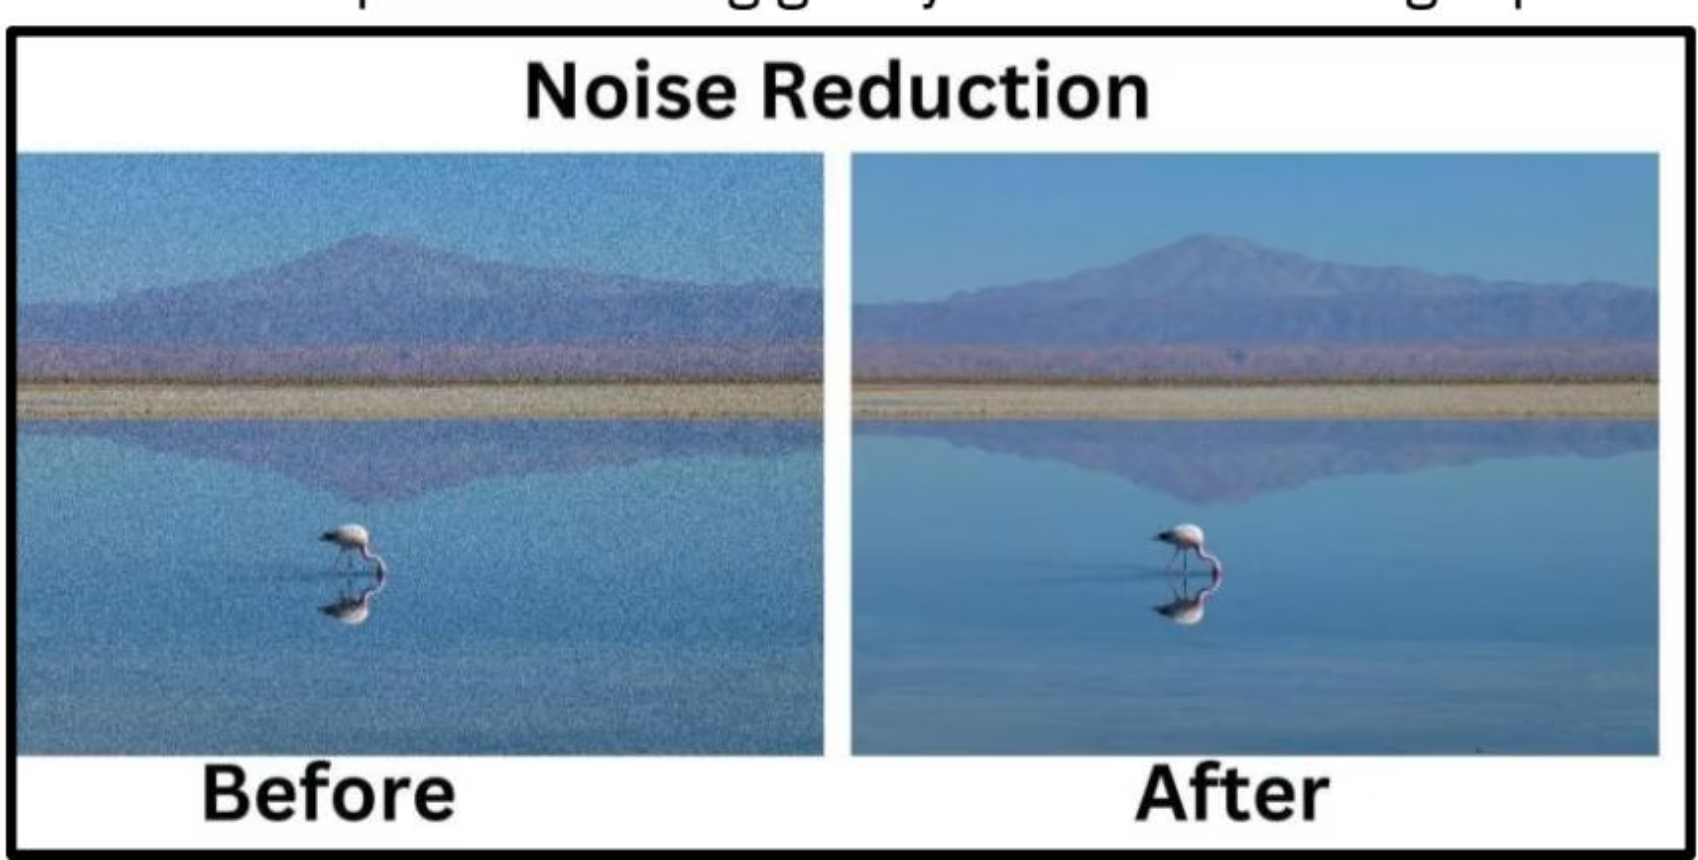 Noise Reduction
Before
After